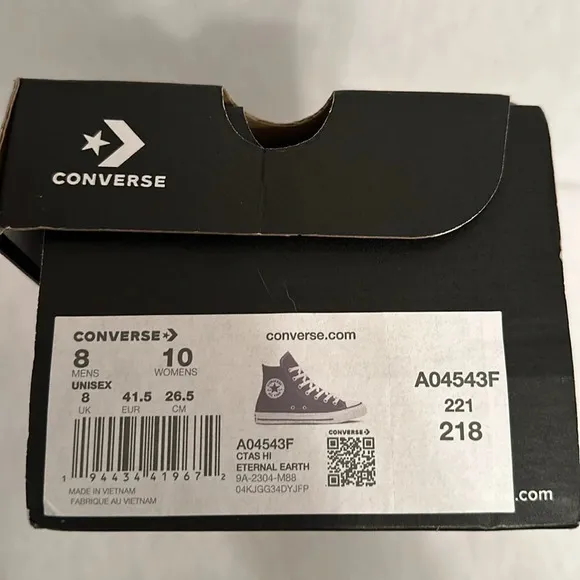 CONVERSE
CONVERSE
converse.com
8 10
MENS WOMENS
UNISEX
8 41.5 26.5
UK EUR CM
1 94434 41967 2
MADE IN VIETNAM
FABRIQUE AU VIETNAM
A04543F
CTAS HI
ETERNAL EARTH
9A-2304-M88
04KJGG34DYJFP
CONVERSE
A04543F
221
218
.com